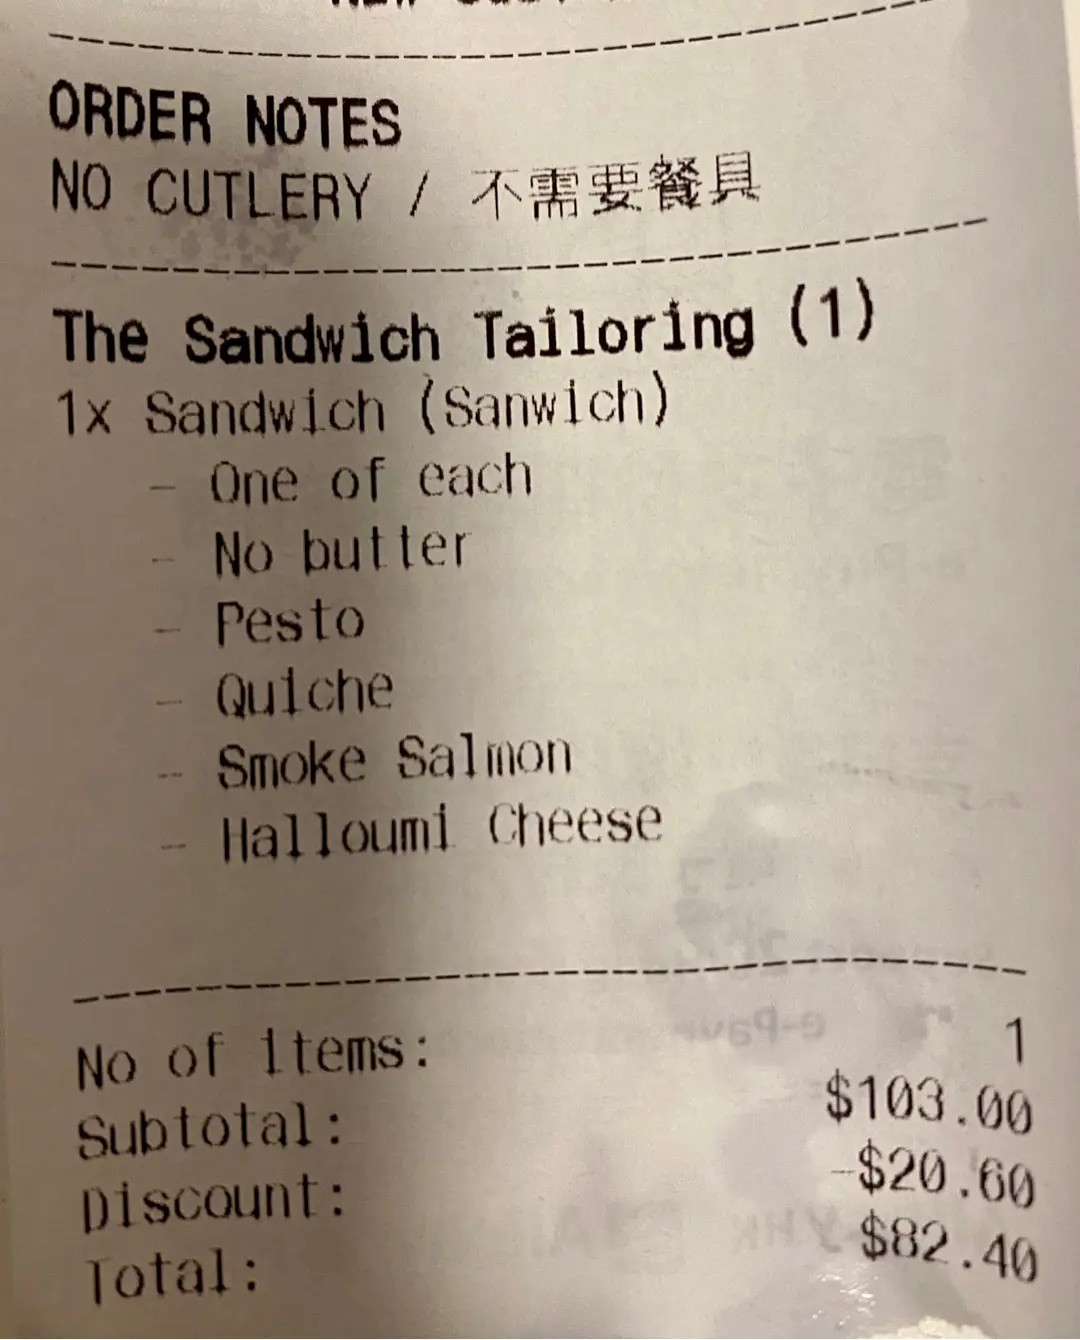 ORDER NOTES
NO CUTLERY / 不需要餐具
The Sandwich Tailoring (1)
1x Sandwich (Sanwich)
- One of each
- No butter
- Pesto
- Quiche
- Smoke Salmon
- Halloumi Cheese
No of items: 1
Subtotal: $103.00
Discount: -$20.60
Total: $82.40